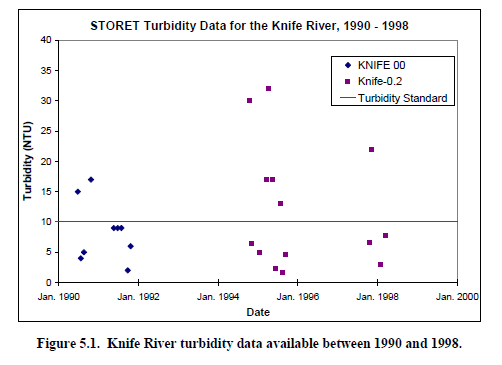 STORET Turbidity Data for the Knife River, 1990 - 1998
40
35
30
25
20
15
10
5
0
Turbidity (NTU)
KNIFE 00
Knife-0.2
Turbidity Standard
Jan. 1990 Jan. 1992 Jan. 1994 Jan. 1996 Jan. 1998 Jan. 2000
Date
Figure 5.1. Knife River turbidity data available between 1990 and 1998.